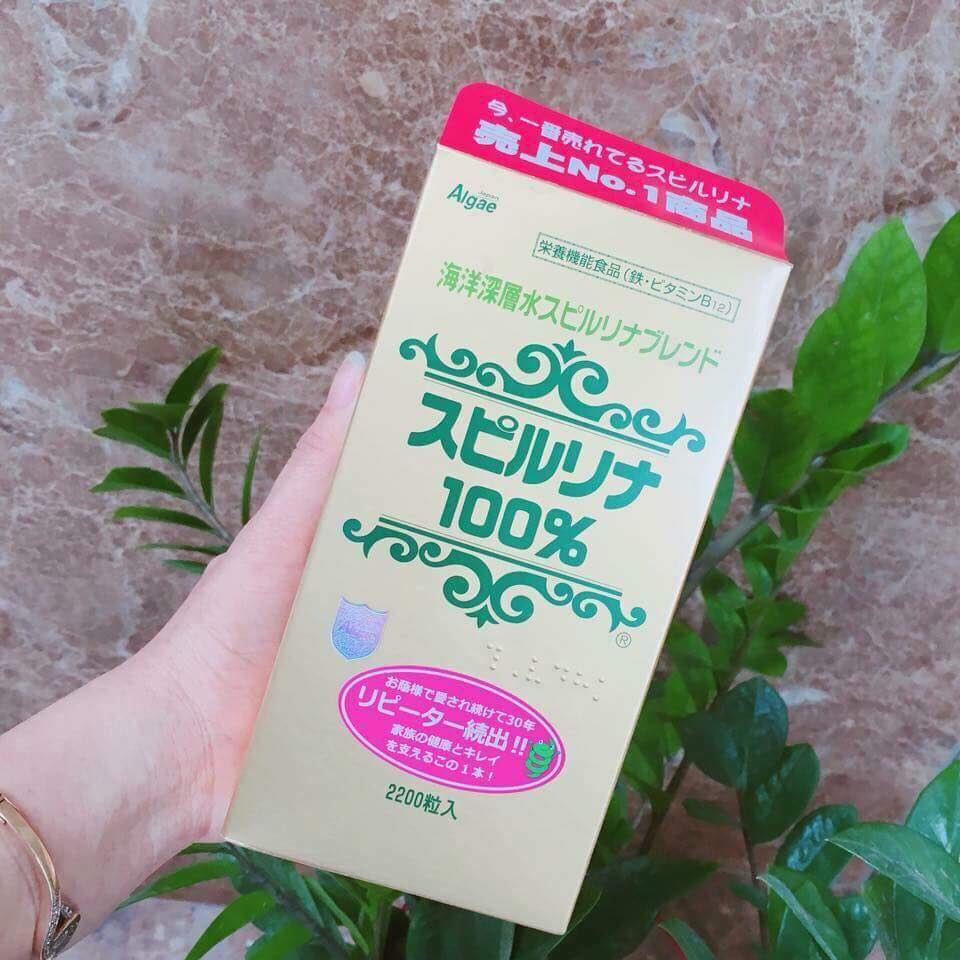 今、一番売れてるスピルリナ
売上No.1商品
Japan
Algae
栄養機能食品(鉄・ビタミンB12)
海洋深層水スピルリナブレンド
スピルリナ
100%
®
お蔭様で愛され続けて30年
リピーター続出!!
家族の健康とキレイ
を支えるこの1本!
2200粒入